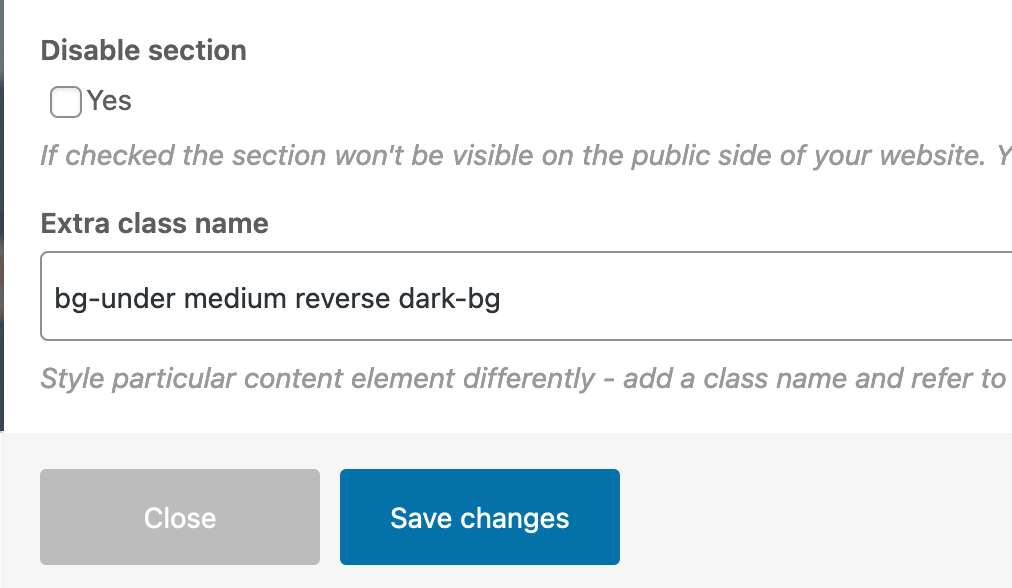 Disable section
Yes
If checked the section won't be visible on the public side of your website. Y
Extra class name
bg-under medium reverse dark-bg
Style particular content element differently - add a class name and refer to
Close
Save changes